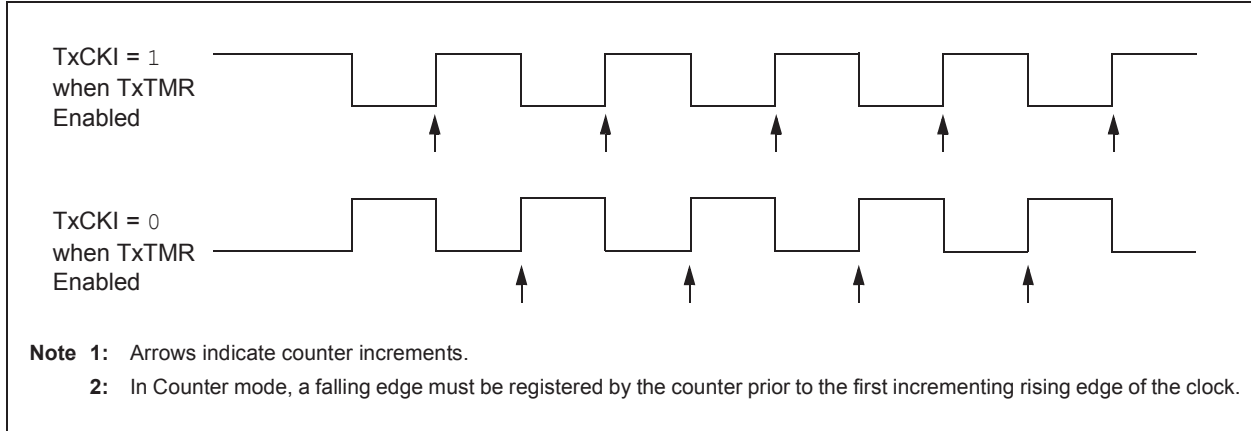 TxCKI = 1
when TxTMR
Enabled
TxCKI = 0
when TxTMR
Enabled
Note 1: Arrows indicate counter increments.
2: In Counter mode, a falling edge must be registered by the counter prior to the first incrementing rising edge of the clock.